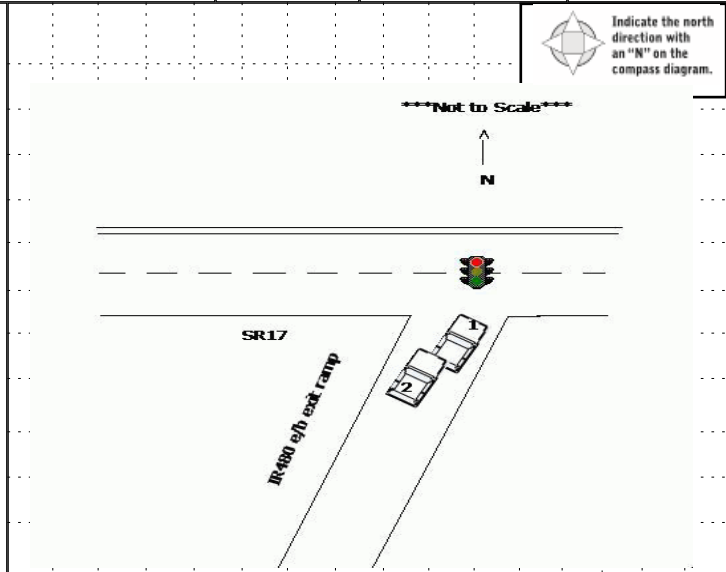 Indicate the north
direction with
an "N" on the
compass diagram.
***Not to Scale***
N
SR17
1
2
IR480 e/b exit ramp